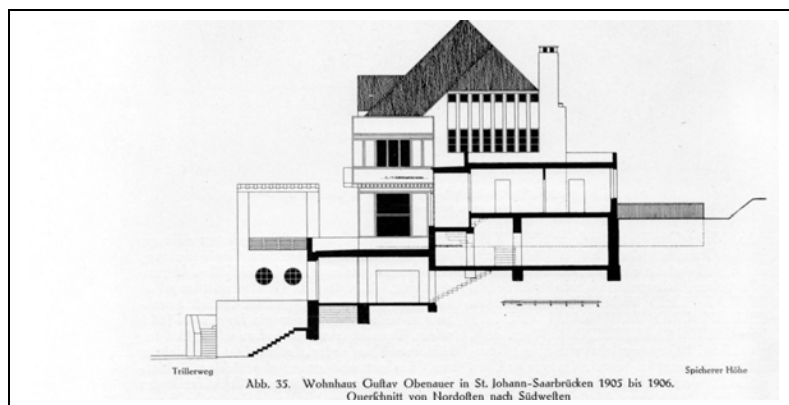 Trillerweg
Spicherer Höhe
Abb. 35. Wohnhaus Gustav Obenauer in St. Johann-Saarbrücken 1905 bis 1906.
Querschnitt von Nordosten nach Südwesten